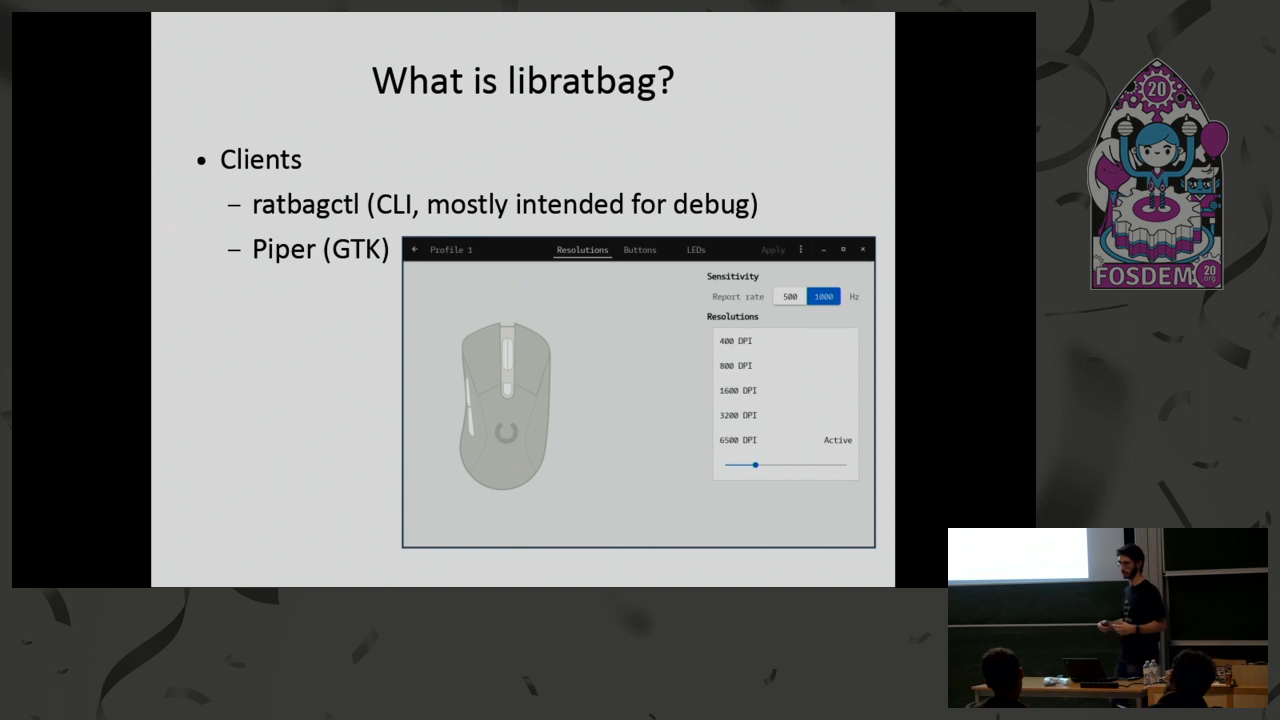 What is libratbag?
• Clients
– ratbagctl (CLI, mostly intended for debug)
– Piper (GTK)
Profile 1
Resolutions
Buttons
LEDs
Apply
Sensitivity
Report rate 500 1000 Hz
Resolutions
400 DPI
800 DPI
1600 DPI
3200 DPI
6500 DPI Active
20
FOSDEM
20
.org